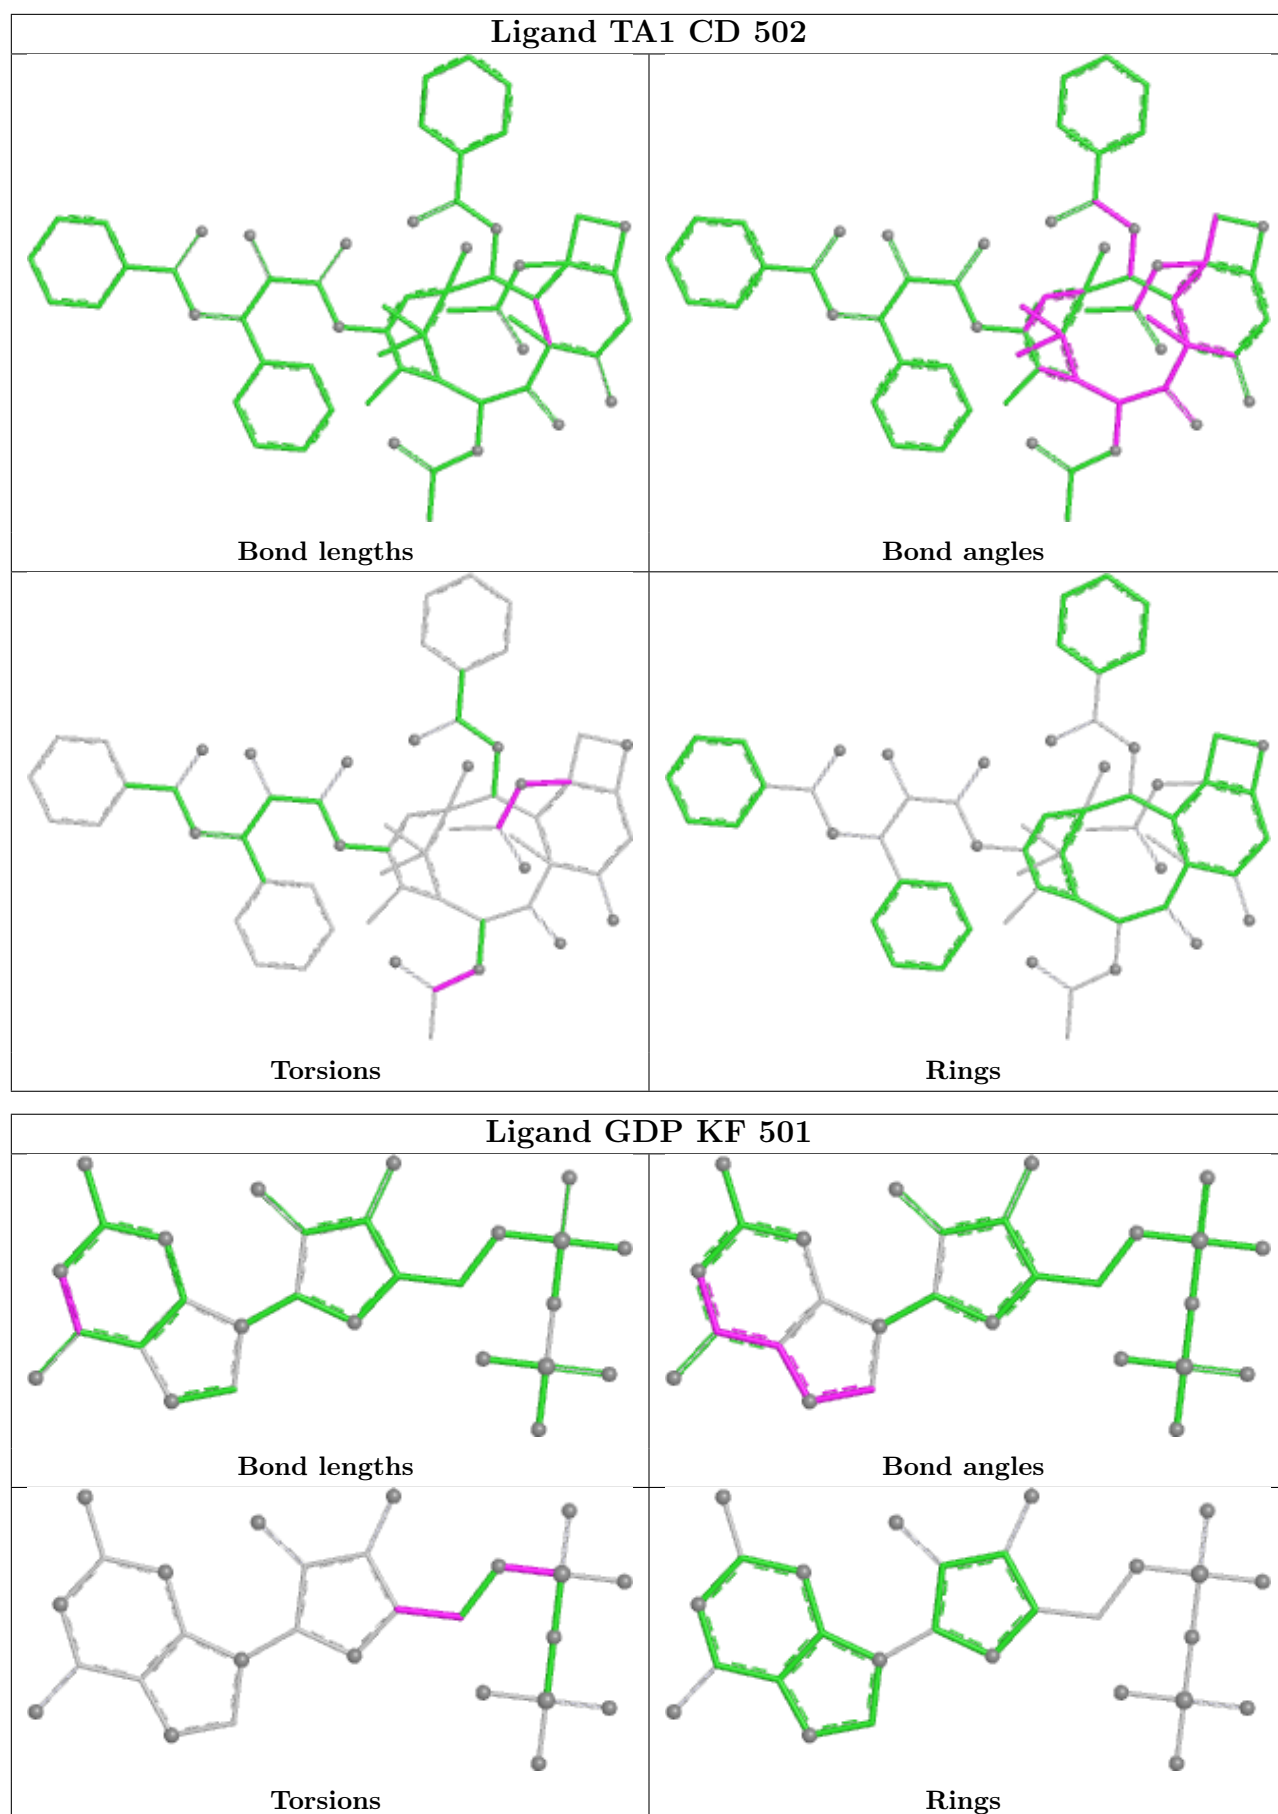 Ligand TA1 CD 502
Bond lengths
Bond angles
Torsions
Rings
Ligand GDP KF 501
Bond lengths
Bond angles
Torsions
Rings